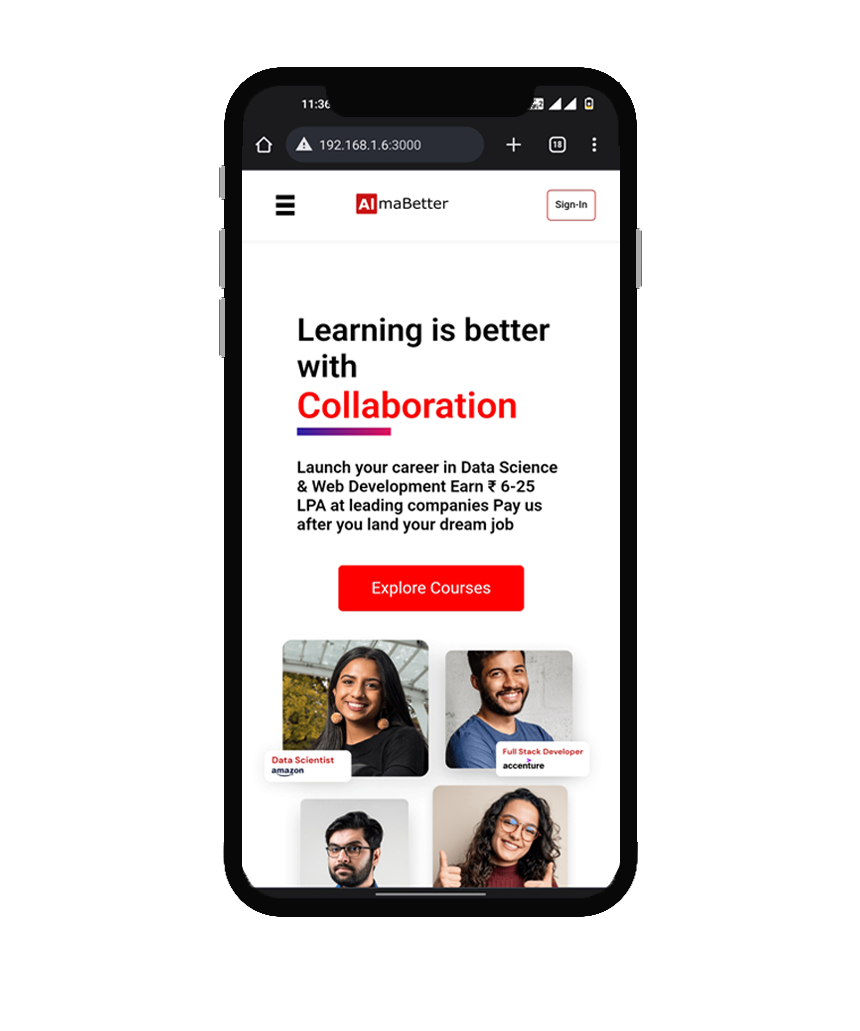 11:36
192.168.1.6:3000
18
AlmaBetter
Sign-In
Learning is better
with
Collaboration
Launch your career in Data Science
& Web Development Earn ₹ 6-25
LPA at leading companies Pay us
after you land your dream job
Explore Courses
Data Scientist
amazon
Full Stack Developer
accenture